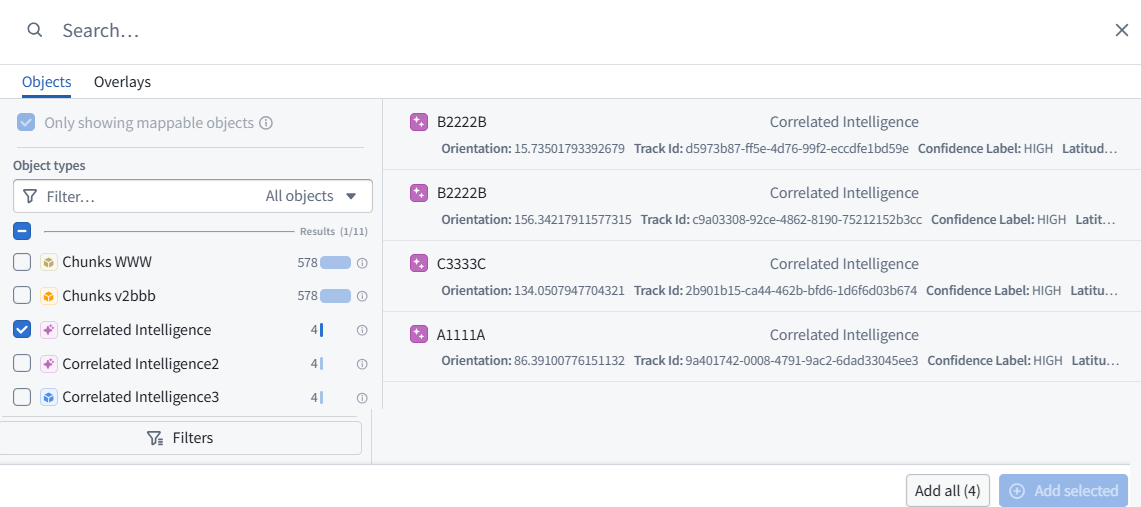 Search…
Objects Overlays
Only showing mappable objects
Object types
Filter… All objects
Results (1/11)
Chunks WWW 578
Chunks v2bbb 578
Correlated Intelligence 4
Correlated Intelligence2 4
Correlated Intelligence3 4
Filters
B2222B Correlated Intelligence
Orientation: 15.73501793392679 Track Id: d5973b87-ff5e-4d76-99f2-eccdfe1bd59e Confidence Label: HIGH Latitud…
B2222B Correlated Intelligence
Orientation: 156.34217911577315 Track Id: c9a03308-92ce-4862-8190-75212152b3cc Confidence Label: HIGH Latit…
C3333C Correlated Intelligence
Orientation: 134.0507947704321 Track Id: 2b901b15-ca44-462b-bfd6-1d6f6d03b674 Confidence Label: HIGH Latitu…
A1111A Correlated Intelligence
Orientation: 86.39100776151132 Track Id: 9a401742-0008-4791-9ac2-6dad33045ee3 Confidence Label: HIGH Latitu…
Add all (4) Add selected